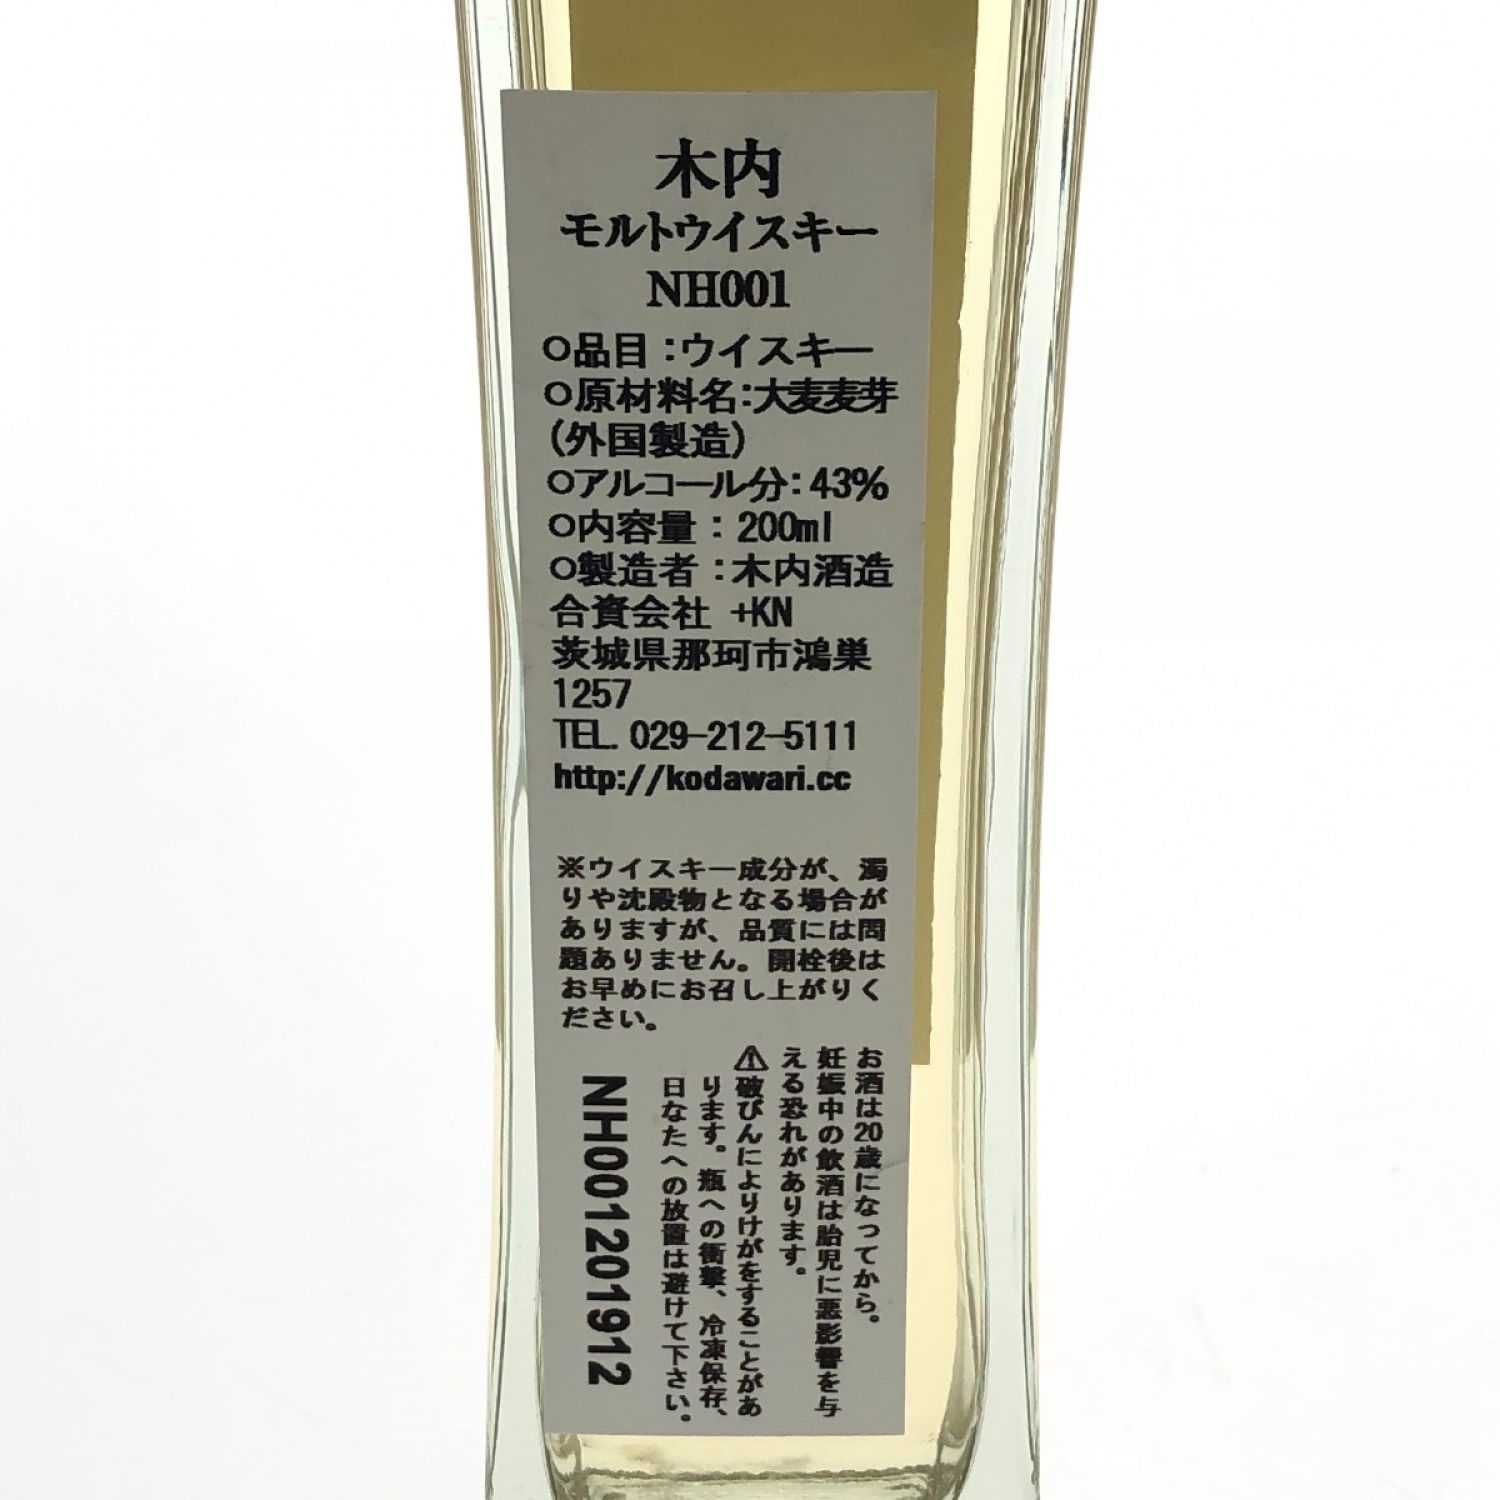 木内
モルトウイスキー
NH001
○品目：ウイスキー
○原材料名：大麦麦芽
（外国製造）
○アルコール分：43％
○内容量：200ml
○製造者：木内酒造
合資会社 +KN
茨城県那珂市鴻巣
1257
TEL. 029-212-5111
http://kodawari.cc
※ウイスキー成分が、濁
りや沈殿物となる場合が
ありますが、品質には問
題ありません。開栓後は
お早めにお召し上がりく
ださい。
お酒は20歳になってから。
妊娠中の飲酒は胎児に悪影響を与
える恐れがあります。
⚠破びんによりけがをすることがあ
ります。瓶への衝撃、冷凍保存、
日なたへの放置は避けて下さい。
NH001201912